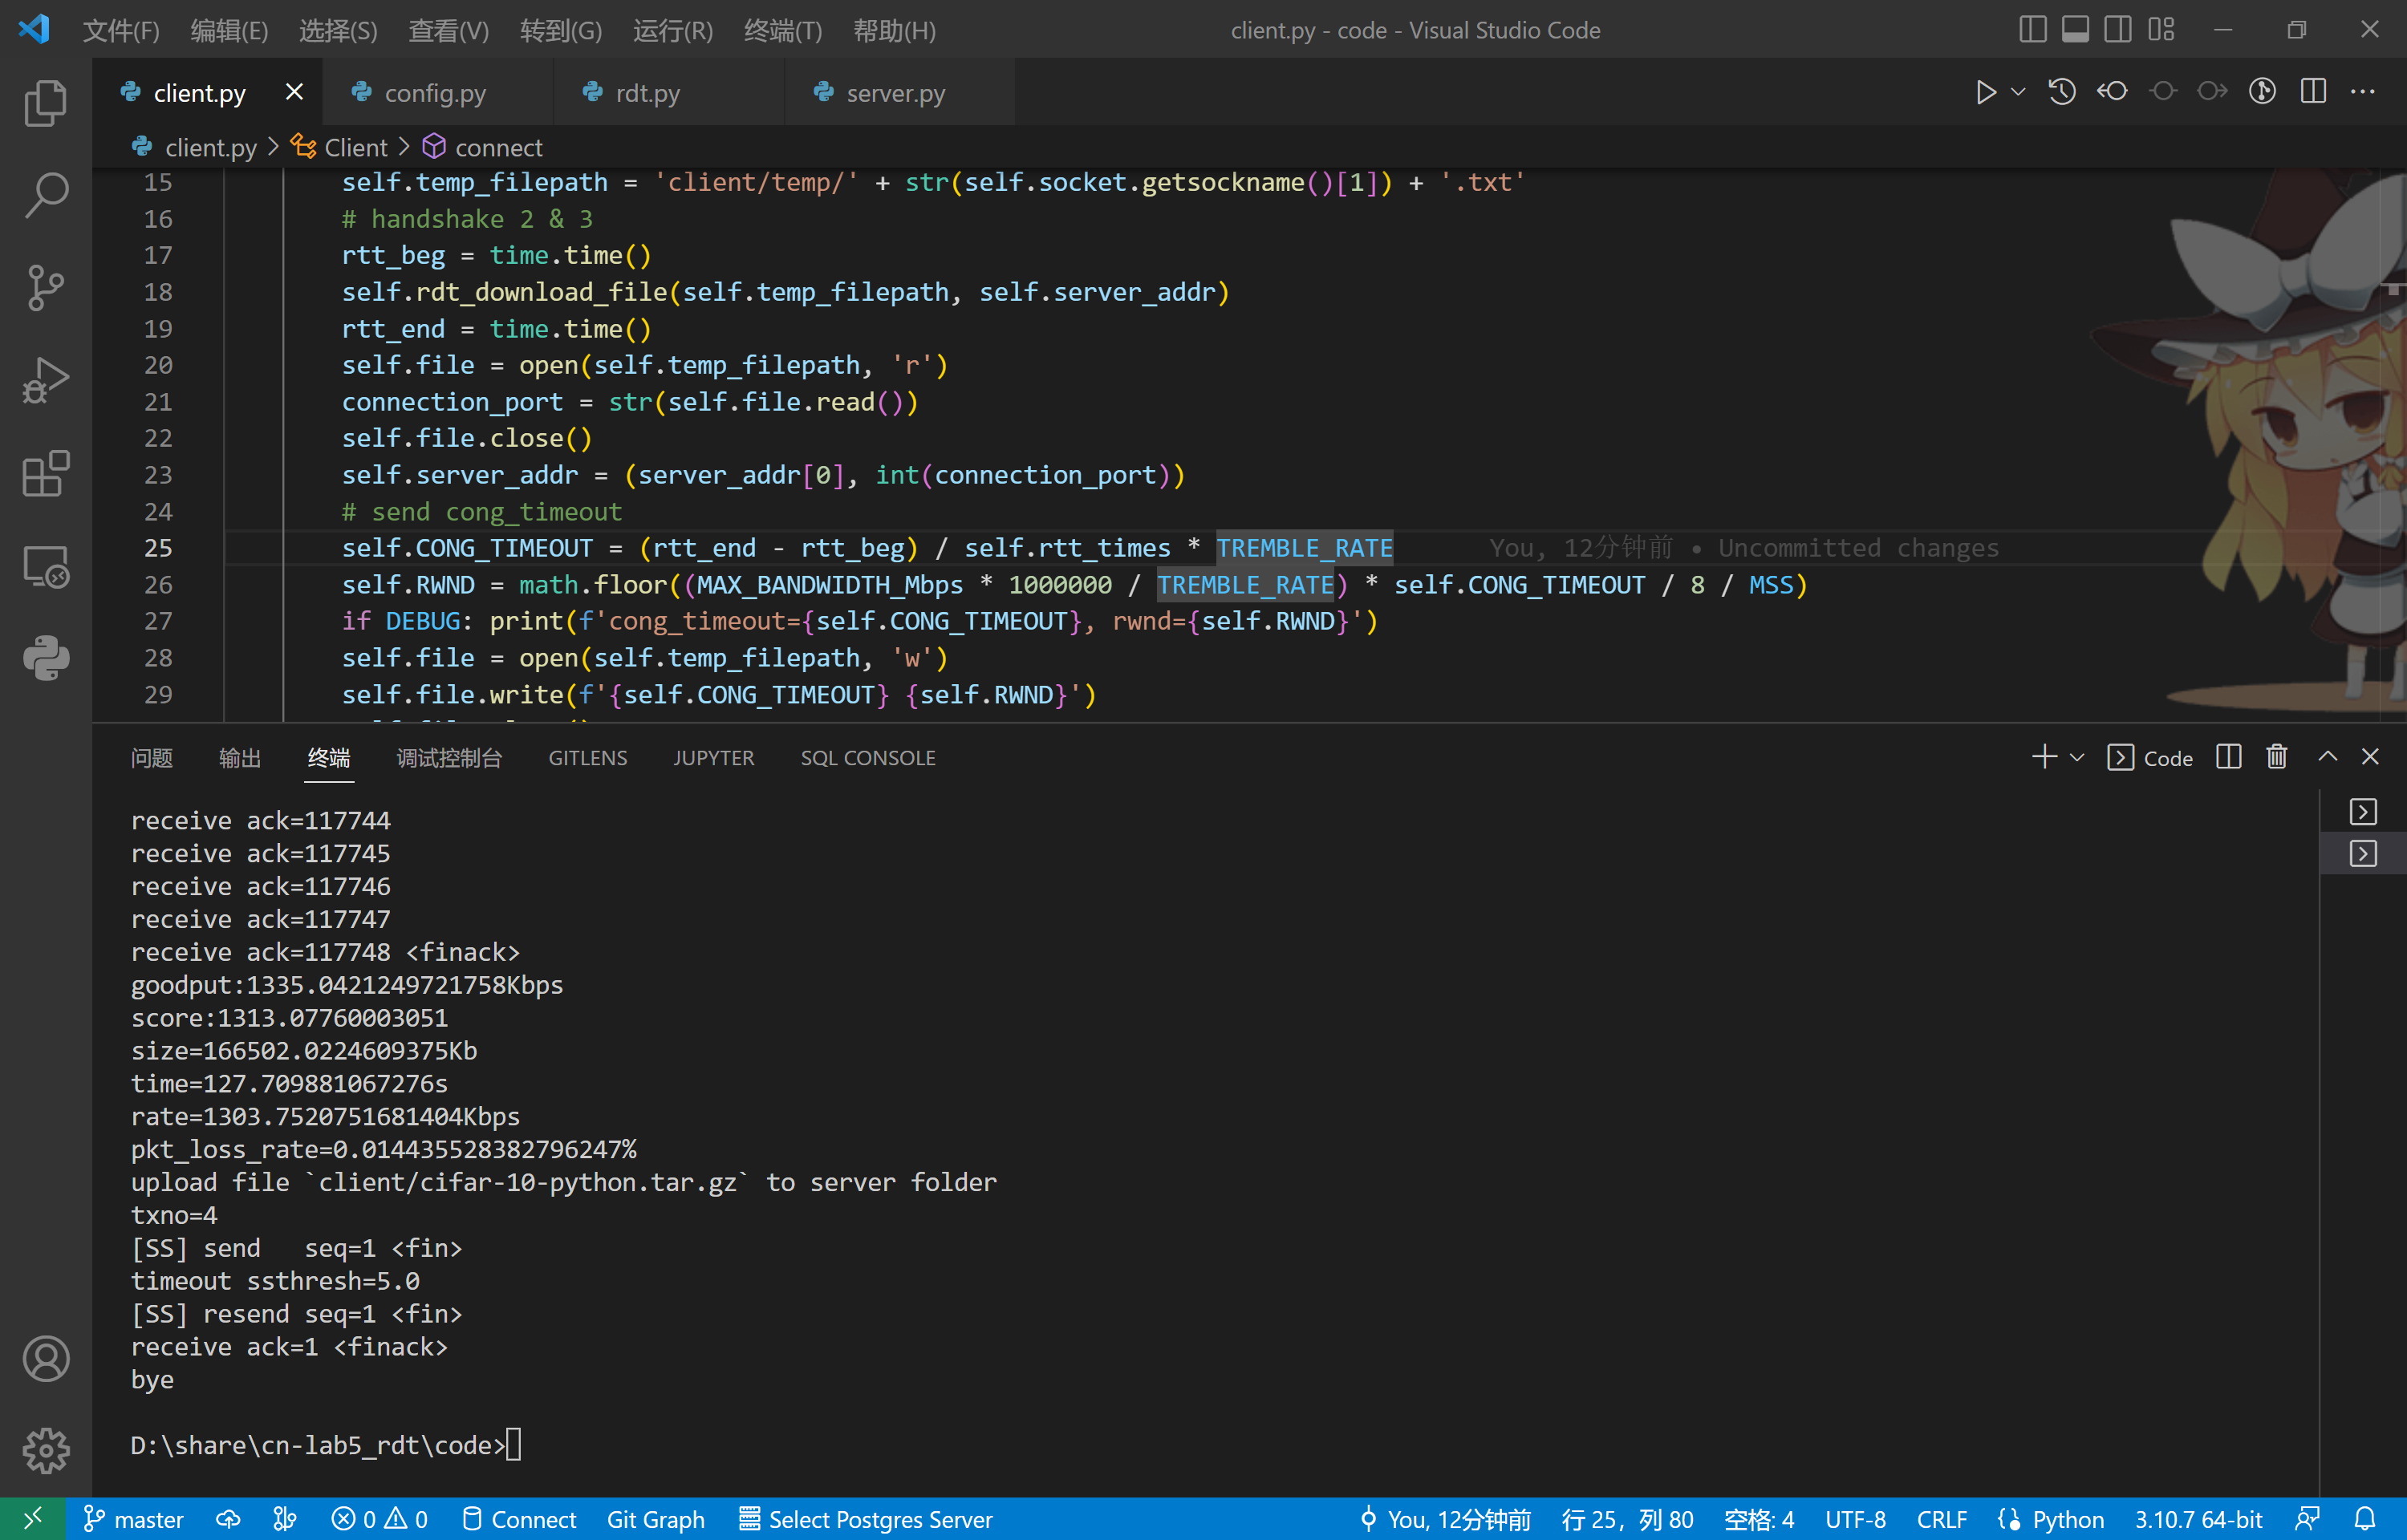 文件(F) 编辑(E) 选择(S) 查看(V) 转到(G) 运行(R) 终端(T) 帮助(H) client.py - code - Visual Studio Code
client.py config.py rdt.py server.py
client.py > Client > connect
15 self.temp_filepath = 'client/temp/' + str(self.socket.getsockname()[1]) + '.txt'
16 # handshake 2 & 3
17 rtt_beg = time.time()
18 self.rdt_download_file(self.temp_filepath, self.server_addr)
19 rtt_end = time.time()
20 self.file = open(self.temp_filepath, 'r')
21 connection_port = str(self.file.read())
22 self.file.close()
23 self.server_addr = (server_addr[0], int(connection_port))
24 # send cong_timeout
25 self.CONG_TIMEOUT = (rtt_end - rtt_beg) / self.rtt_times * TREMBLE_RATE You, 12分钟前 • Uncommitted changes
26 self.RWND = math.floor((MAX_BANDWIDTH_Mbps * 1000000 / TREMBLE_RATE) * self.CONG_TIMEOUT / 8 / MSS)
27 if DEBUG: print(f'cong_timeout={self.CONG_TIMEOUT}, rwnd={self.RWND}')
28 self.file = open(self.temp_filepath, 'w')
29 self.file.write(f'{self.CONG_TIMEOUT} {self.RWND}')
问题 输出 终端 调试控制台 GITLENS JUPYTER SQL CONSOLE Code
receive ack=117744
receive ack=117745
receive ack=117746
receive ack=117747
receive ack=117748 <finack>
goodput:1335.0421249721758Kbps
score:1313.07760003051
size=166502.0224609375Kb
time=127.709881067276s
rate=1303.7520751681404Kbps
pkt_loss_rate=0.014435528382796247%
upload file `client/cifar-10-python.tar.gz` to server folder
txno=4
[SS] send   seq=1 <fin>
timeout ssthresh=5.0
[SS] resend seq=1 <fin>
receive ack=1 <finack>
bye
D:\share\cn-lab5_rdt\code>
master 0 0 Connect Git Graph Select Postgres Server You, 12分钟前 行 25，列 80 空格: 4 UTF-8 CRLF Python 3.10.7 64-bit